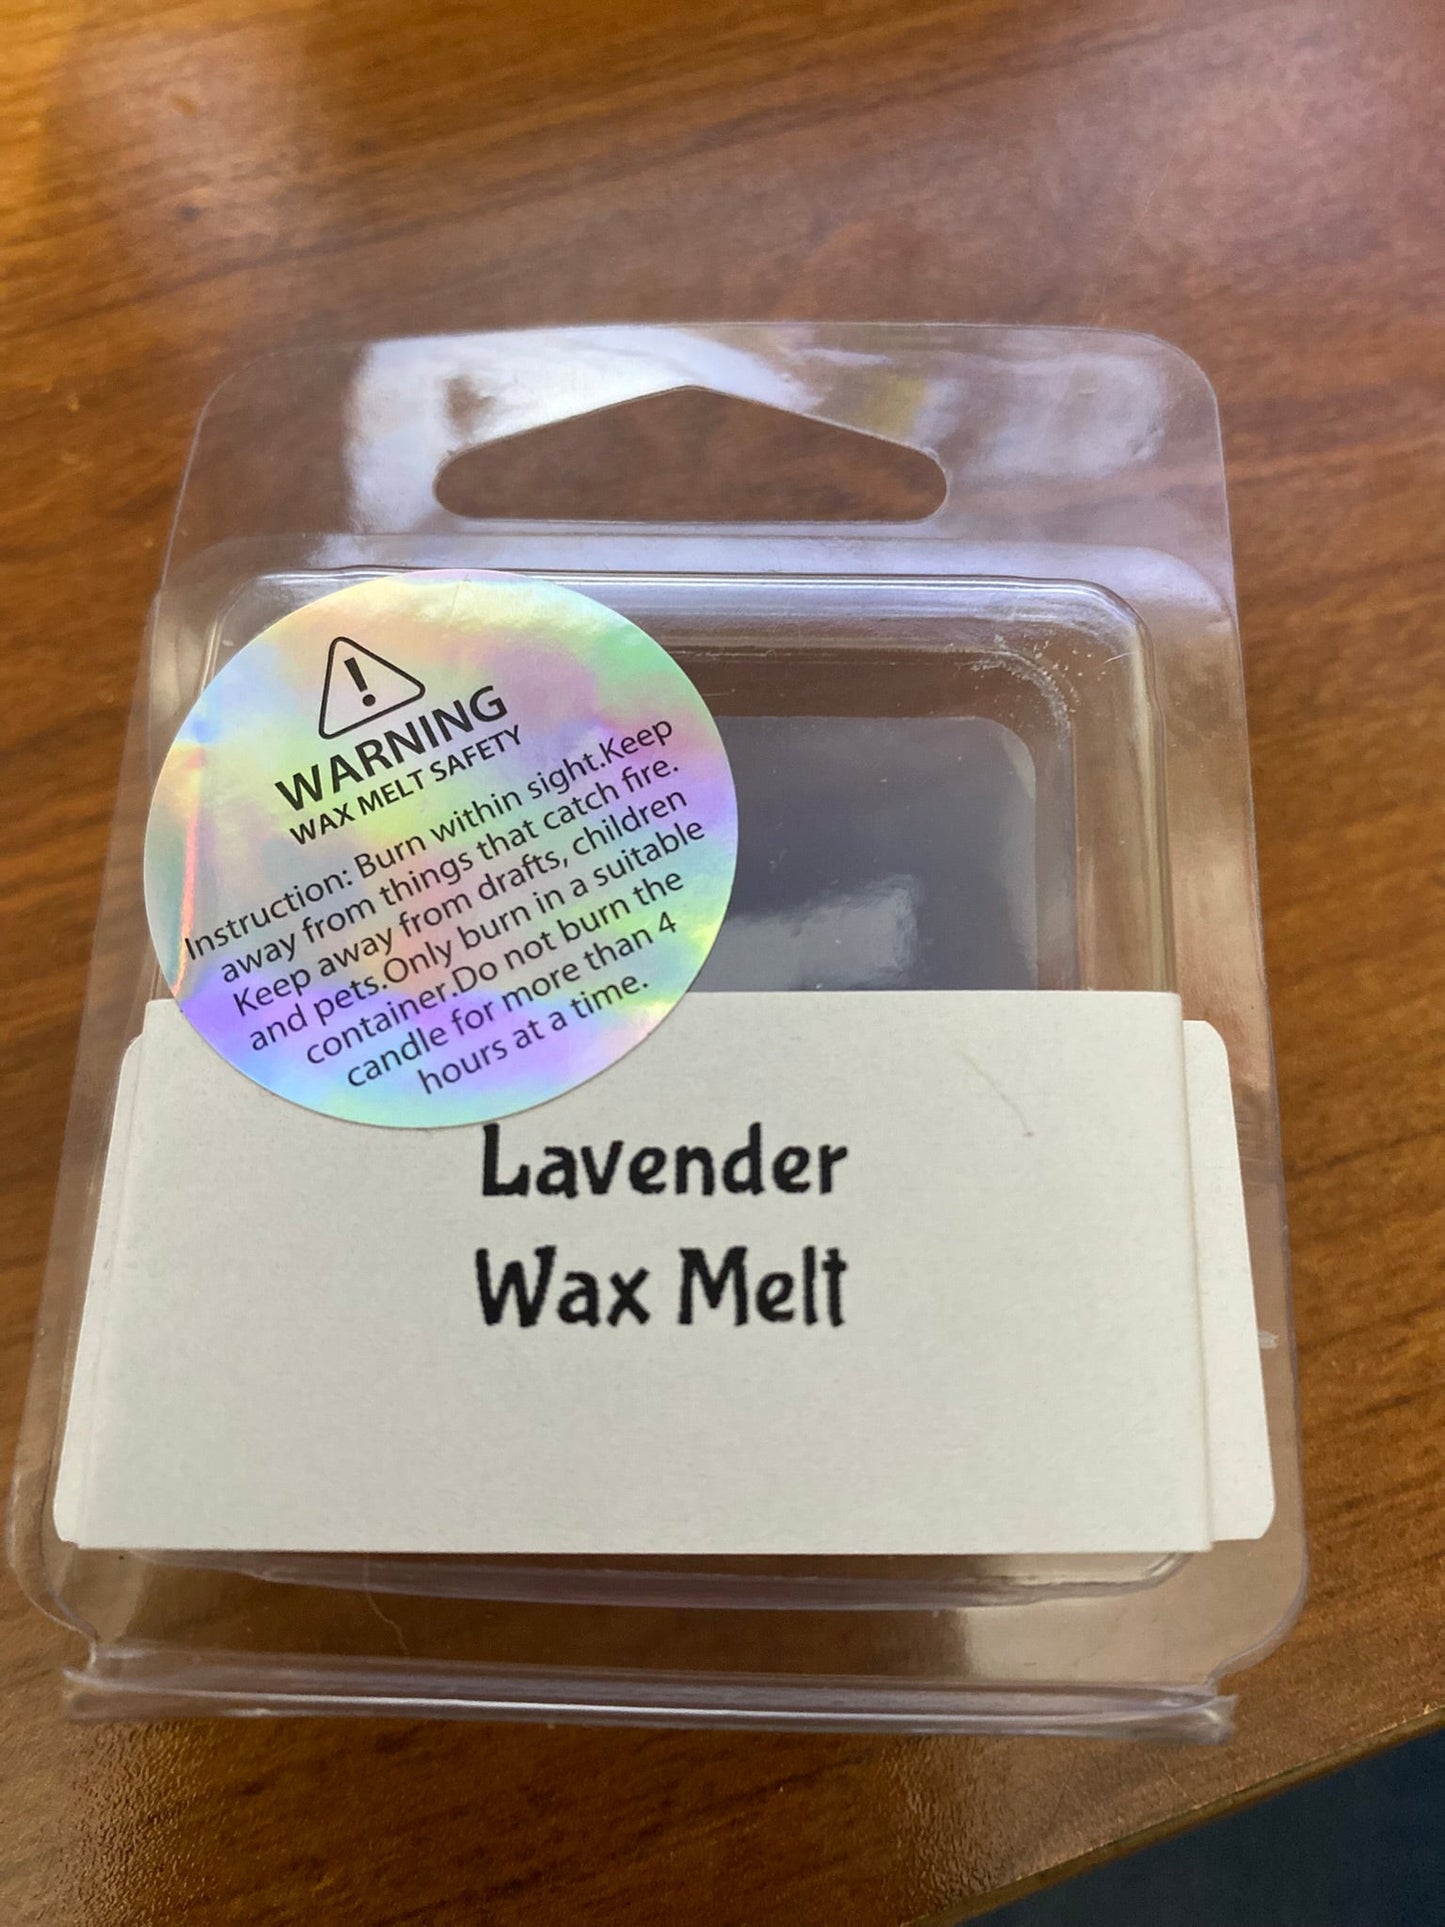 !
WARNING
WAX MELT SAFETY
Instruction: Burn within sight.Keep
away from things that catch fire.
Keep away from drafts, children
and pets.Only burn in a suitable
container.Do not burn the
candle for more than 4
hours at a time.
Lavender
Wax Melt